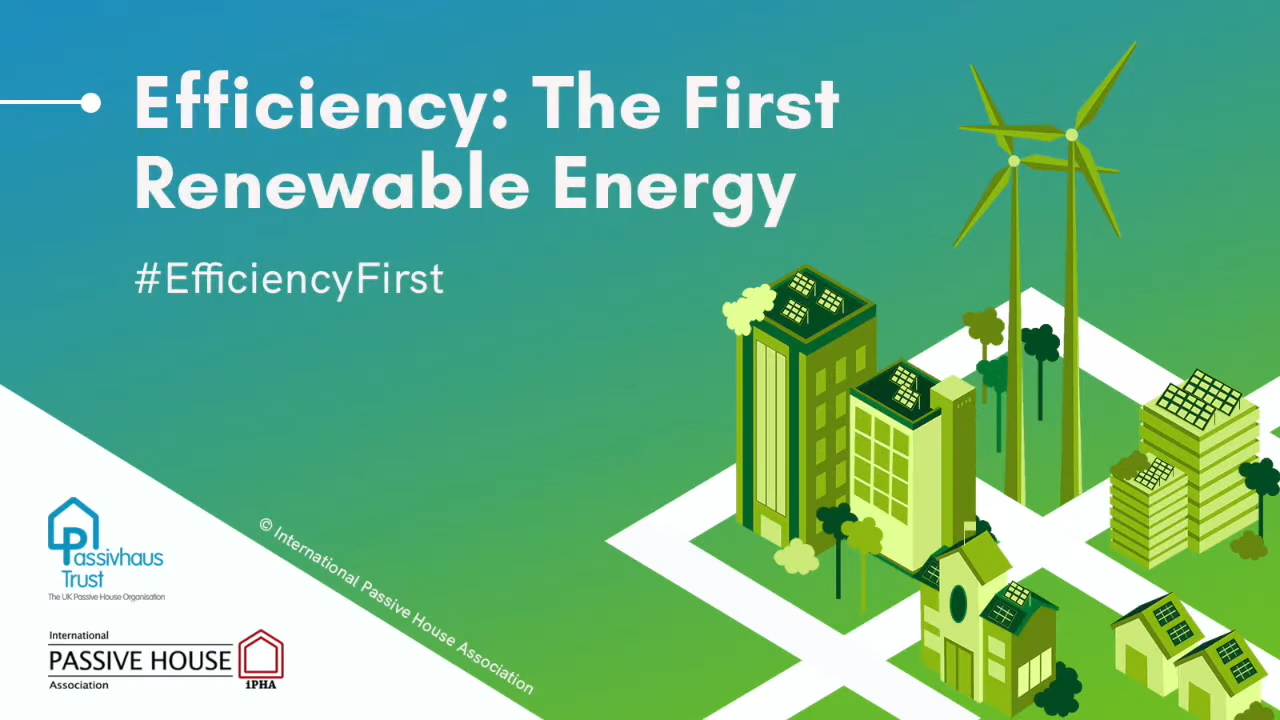 Efficiency: The First
Renewable Energy
#EfficiencyFirst
© International Passive House Association
Passivhaus
Trust
The UK Passive House Organisation
International
PASSIVE HOUSE
Association
iPHA